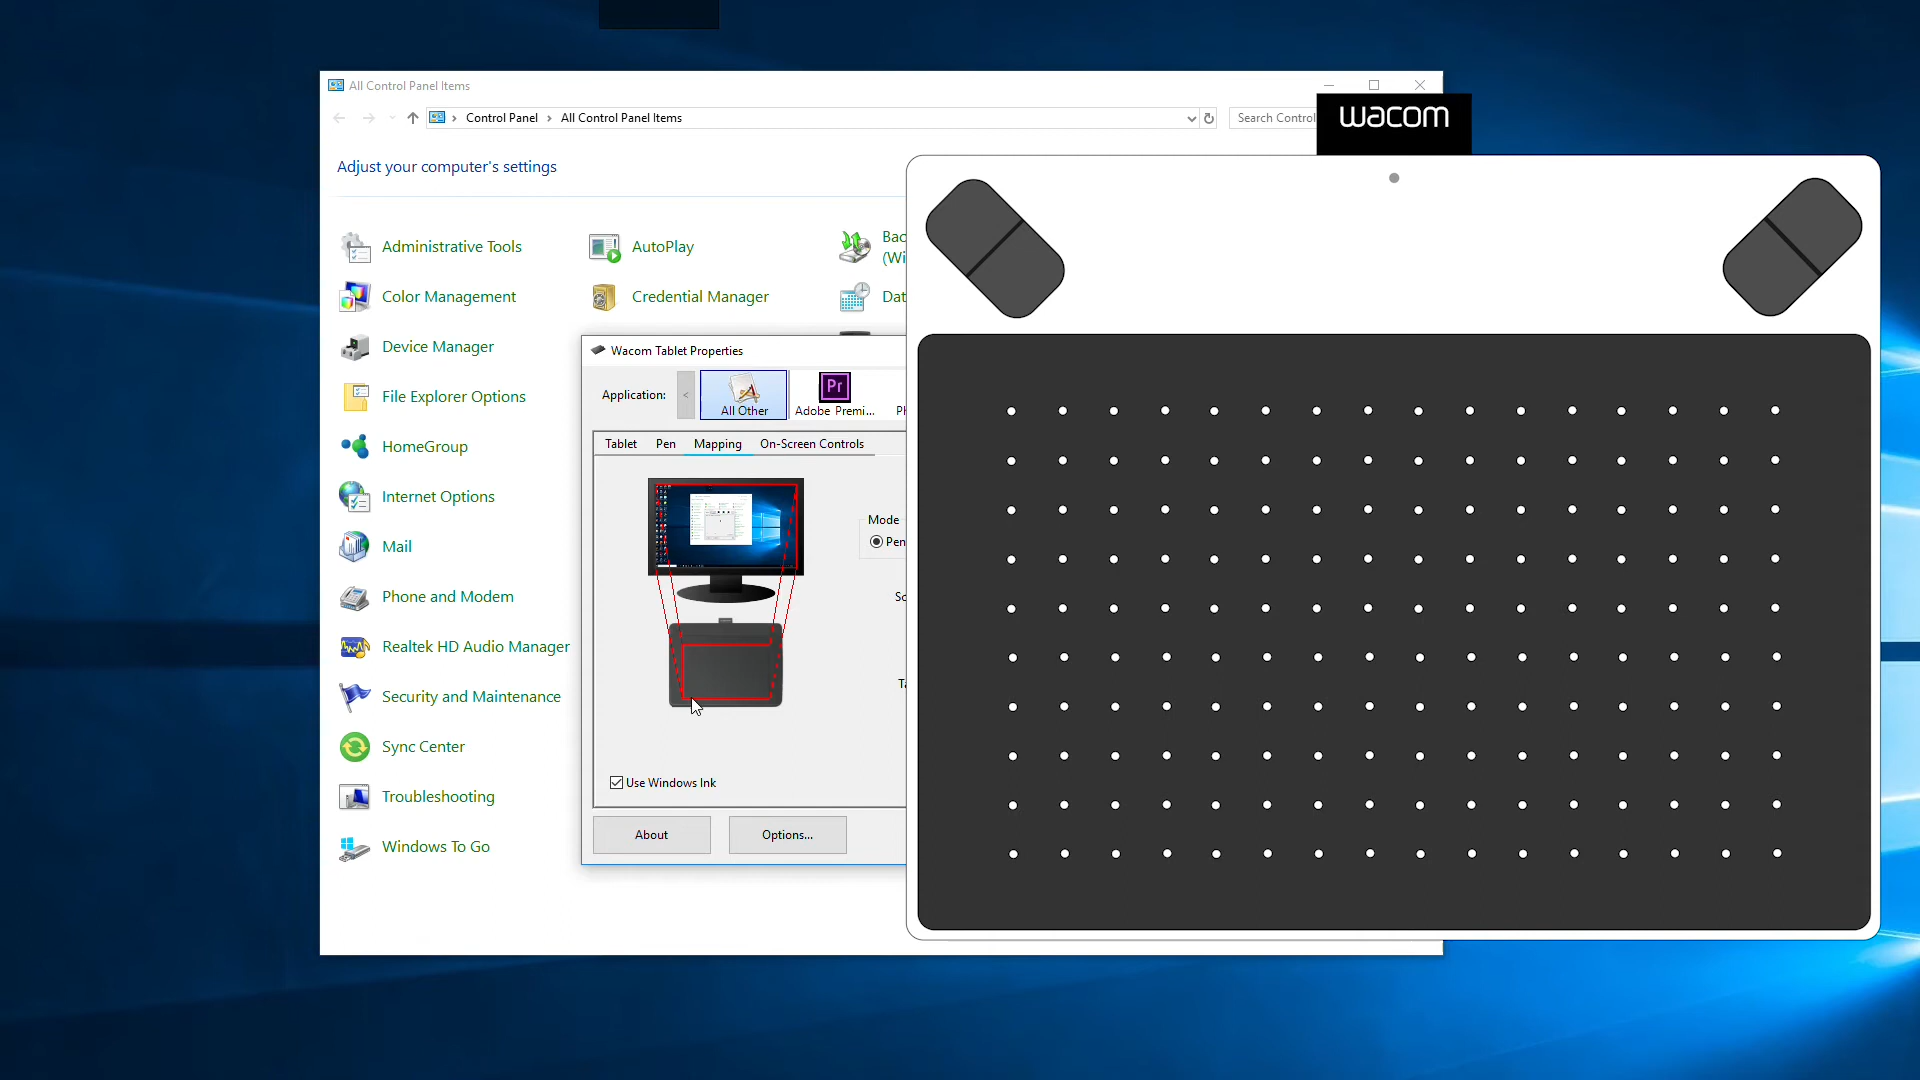 All Control Panel Items
Control Panel > All Control Panel Items
Search Control
wacom
Adjust your computer's settings
Administrative Tools
AutoPlay
Bac
(Wi
Color Management
Credential Manager
Dat
Device Manager
File Explorer Options
HomeGroup
Internet Options
Mail
Phone and Modem
Realtek HD Audio Manager
Security and Maintenance
Sync Center
Troubleshooting
Windows To Go
Wacom Tablet Properties
Application:
<
All Other
Pr
Adobe Premi...
Ph
Tablet
Pen
Mapping
On-Screen Controls
Mode
Pen
Sc
Ta
Use Windows Ink
About
Options...